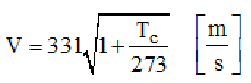 V = 331√(1 + T_C/273) [m/s]